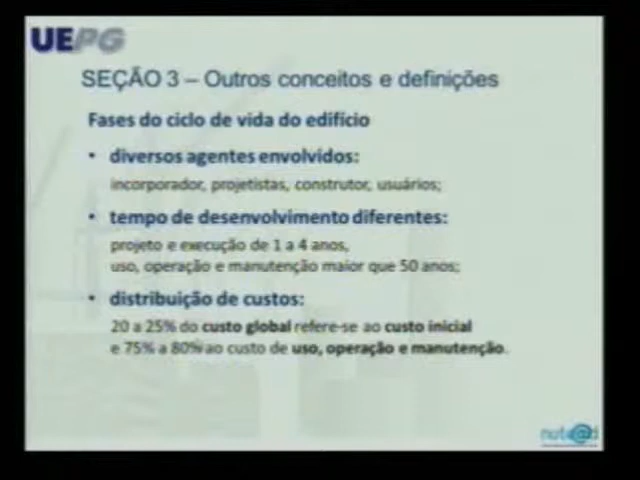 UEPG
SEÇÃO 3 – Outros conceitos e definições
Fases do ciclo de vida do edifício
• diversos agentes envolvidos:
incorporador, projetistas, construtor, usuários;
• tempo de desenvolvimento diferentes:
projeto e execução de 1 a 4 anos,
uso, operação e manutenção maior que 50 anos;
• distribuição de custos:
20 a 25% do custo global refere-se ao custo inicial
e 75% a 80% ao custo de uso, operação e manutenção.
nute@d